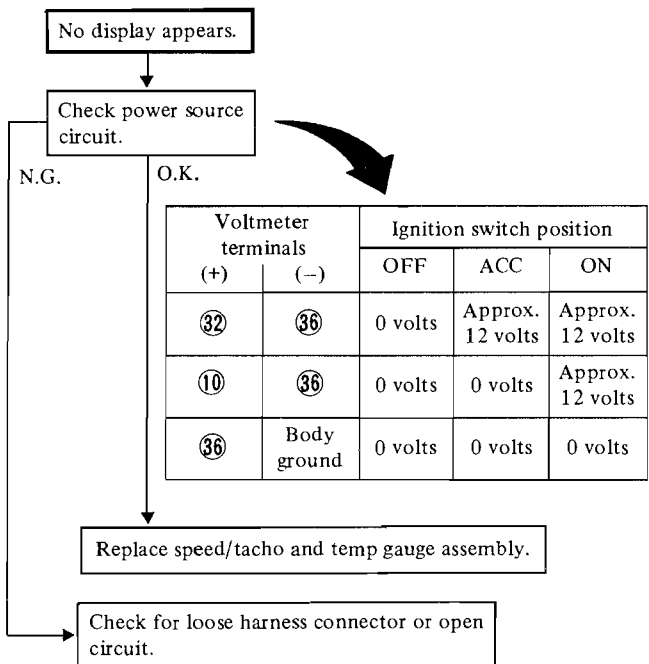 No display appears.
Check power source
circuit.
N.G.
O.K.
Voltmeter
terminals
(+) (−)
Ignition switch position
OFF ACC ON
㉜ ㊱ 0 volts Approx.
12 volts Approx.
12 volts
⑩ ㊱ 0 volts 0 volts Approx.
12 volts
㊱ Body
ground 0 volts 0 volts 0 volts
Replace speed/tacho and temp gauge assembly.
Check for loose harness connector or open
circuit.